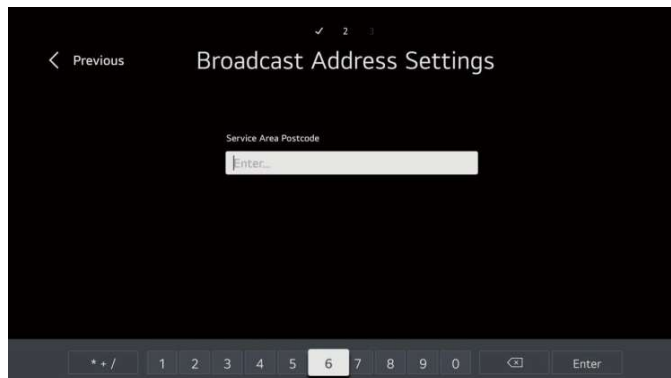 ✓ 2 3
Previous
Broadcast Address Settings
Service Area Postcode
Enter...
* + / 1 2 3 4 5 6 7 8 9 0 Enter